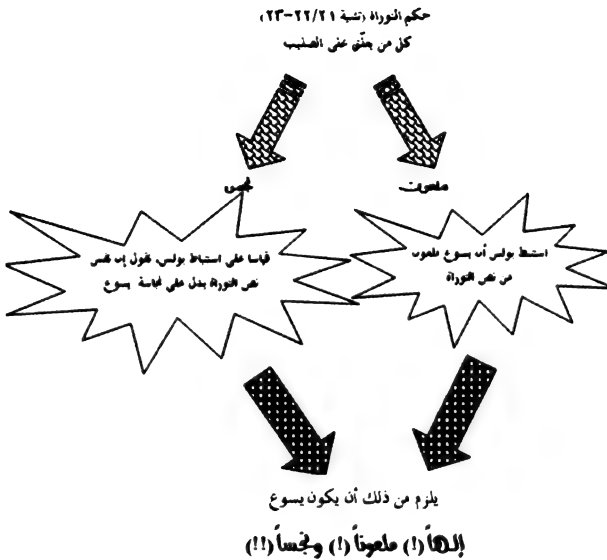 حكم التوراة (تثنية ٢٢/٢١-٢٣)
كل من يعلّق على الصليب
ملعون
نجس
استنبط بولس أن يسوع ملعون
من نص التوراة
قياسا على استنباط بولس، نقول إن نفس
نص التوراة يدل على نجاسة يسوع
يلزم من ذلك أن يكون يسوع
إلهاً (!) ملعوناً (!) ونجساً (!!)